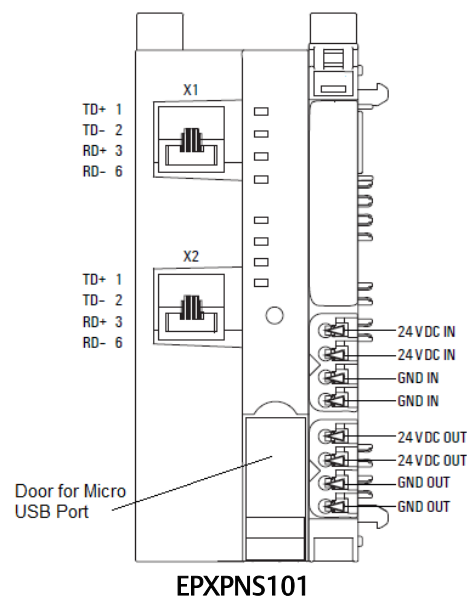 X1
TD+ 1
TD- 2
RD+ 3
RD- 6
X2
TD+ 1
TD- 2
RD+ 3
RD- 6
24 VDC IN
24 VDC IN
GND IN
GND IN
24 VDC OUT
24 VDC OUT
GND OUT
GND OUT
Door for Micro
USB Port
EPXPNS101